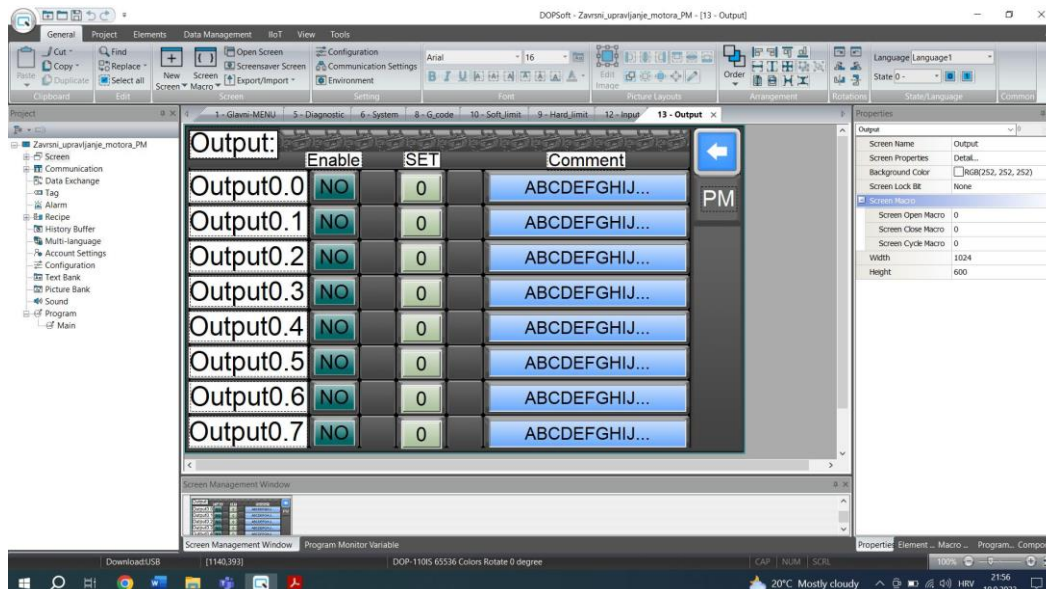 DOPSoft - Zavrsni_upravljanje_motora_PM - [13 - Output]
General Project Elements Data Management IIoT View Tools
Cut Find Open Screen Configuration Arial 16 Language Language1
Paste Copy Replace New Screen Screen Macro Screensaver Screen Communication Settings Edit Image Order State 0 -
Duplicate Select all Export/Import Environment B I U A
Clipboard Edit Screen Setting Font Picture Layouts Arrangement Rotations State/Language Common
Project
1 - Glavni-MENU 5 - Diagnostic 6 - System 8 - G_code 10 - Soft_limit 9 - Hard_limit 12 - Input 13 - Output
Zavrsni_upravljanje_motora_PM
Screen
Communication
Data Exchange
Tag
Alarm
Recipe
History Buffer
Multi-language
Account Settings
Configuration
Text Bank
Picture Bank
Sound
Program
Main
Output:
Enable SET Comment
Output0.0 NO 0 ABCDEFGHIJ...
PM
Output0.1 NO 0 ABCDEFGHIJ...
Output0.2 NO 0 ABCDEFGHIJ...
Output0.3 NO 0 ABCDEFGHIJ...
Output0.4 NO 0 ABCDEFGHIJ...
Output0.5 NO 0 ABCDEFGHIJ...
Output0.6 NO 0 ABCDEFGHIJ...
Output0.7 NO 0 ABCDEFGHIJ...
Properties
Output
Screen Name Output
Screen Properties Detail...
Background Color RGB(252, 252, 252)
Screen Lock Bit None
Screen Macro
Screen Open Macro 0
Screen Close Macro 0
Screen Cycle Macro 0
Width 1024
Height 600
Screen Management Window
Screen Management Window Program Monitor Variable
Properties Element ... Macro ... Program... Compo
Download:USB [1140,393] DOP-110IS 65536 Colors Rotate 0 degree CAP NUM SCRL 100%
20°C Mostly cloudy HRV 21:56